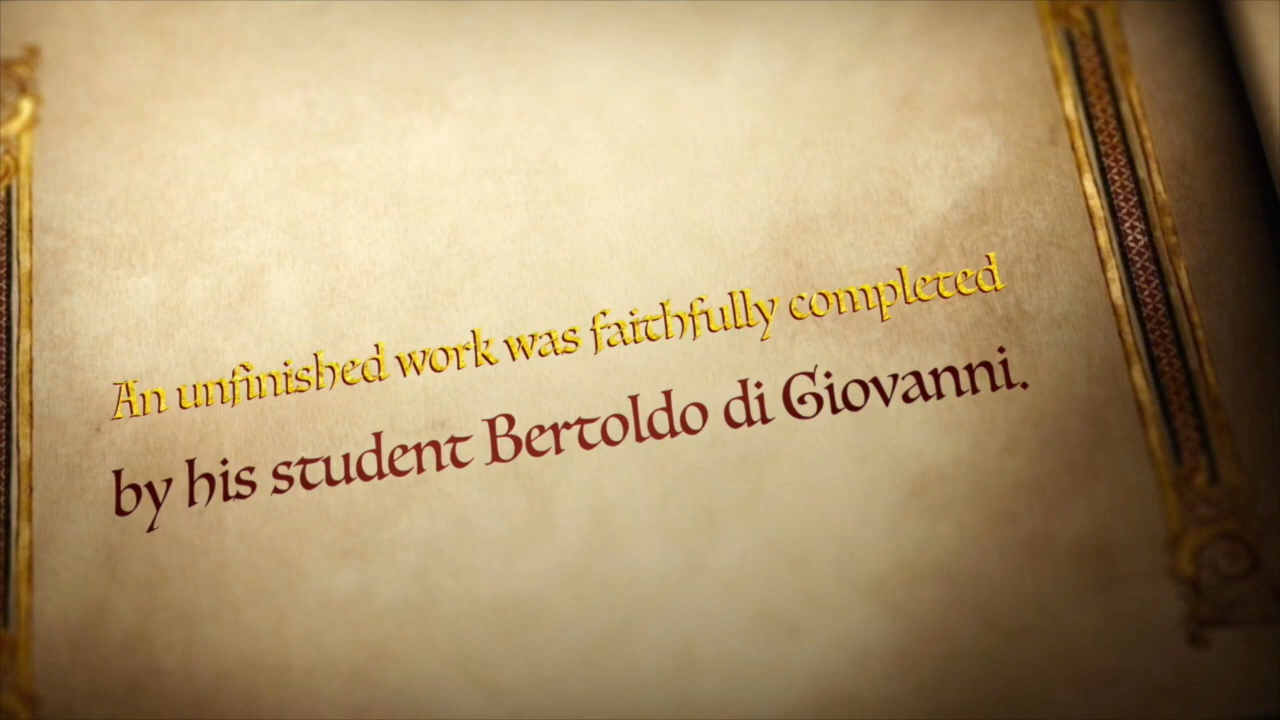 An unfinished work was faithfully completed
by his student Bertoldo di Giovanni.